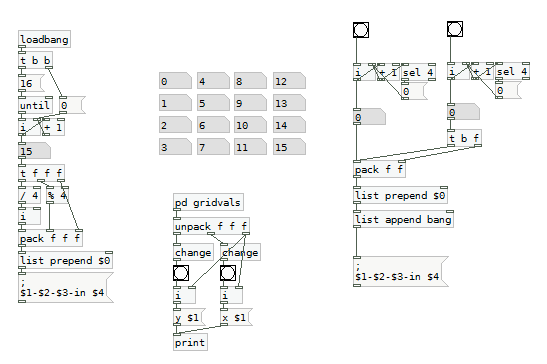 loadbang
t b b
16
until
0
i
+ 1
15
t f f f
/ 4
% 4
i
pack f f f
list prepend $0
;
$1-$2-$3-in $4
0 4 8 12
1 5 9 13
2 6 10 14
3 7 11 15
pd gridvals
unpack f f f
change
change
i
i
y $1
x $1
print
i
+ 1
sel 4
0
0
i
+ 1
sel 4
0
0
t b f
pack f f
list prepend $0
list append bang
;
$1-$2-$3-in $4